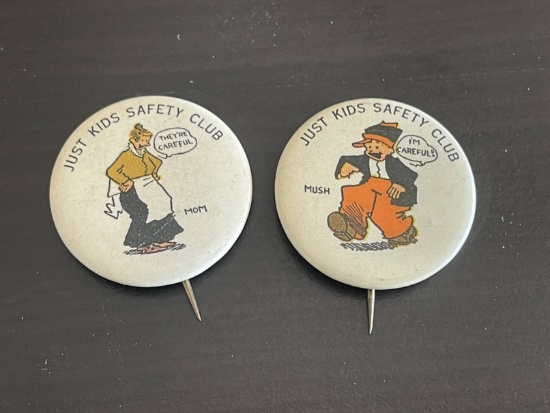 JUST KIDS SAFETY CLUB
THEY'RE
CAREFUL
MOM
JUST KIDS SAFETY CLUB
I'M
CAREFUL!
MUSH